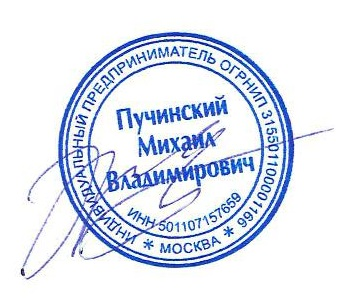 ИНДИВИДУАЛЬНЫЙ ПРЕДПРИНИМАТЕЛЬ ОГРНИП 315501100001166
Пучинский
Михаил
Владимирович
ИНН 501107157659
* МОСКВА *